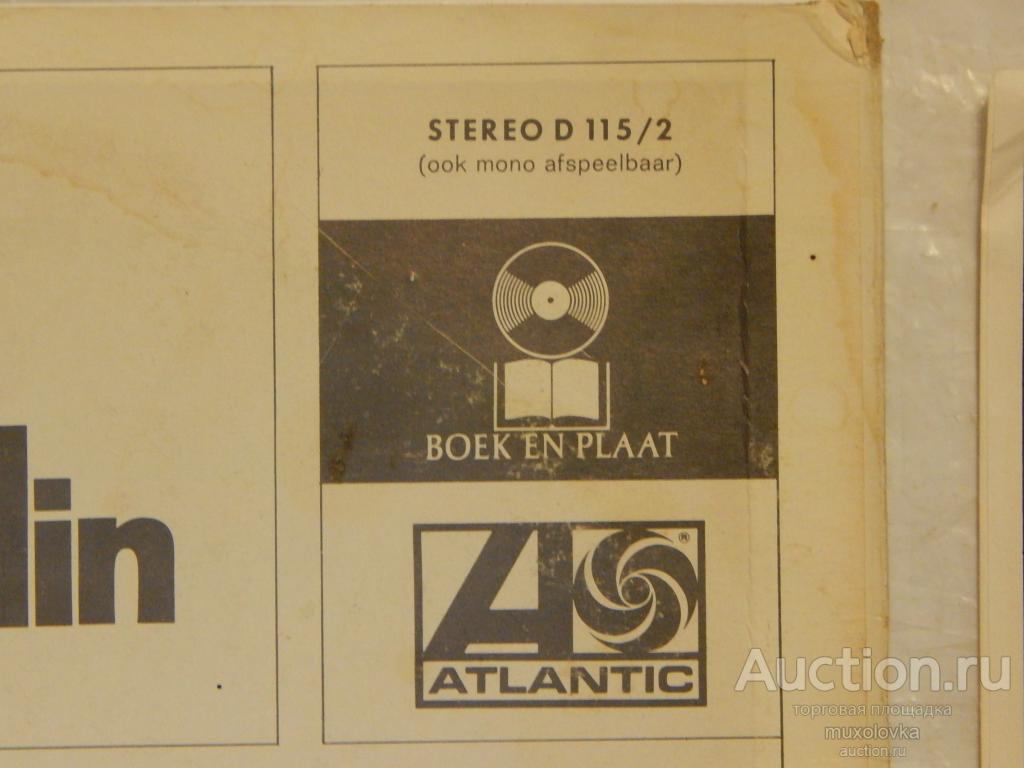 STEREO D 115/2
(ook mono afspeelbaar)
BOEK EN PLAAT
lin
A
®
ATLANTIC
Auction.ru
торговая площадка
muxolovka
auction.ru